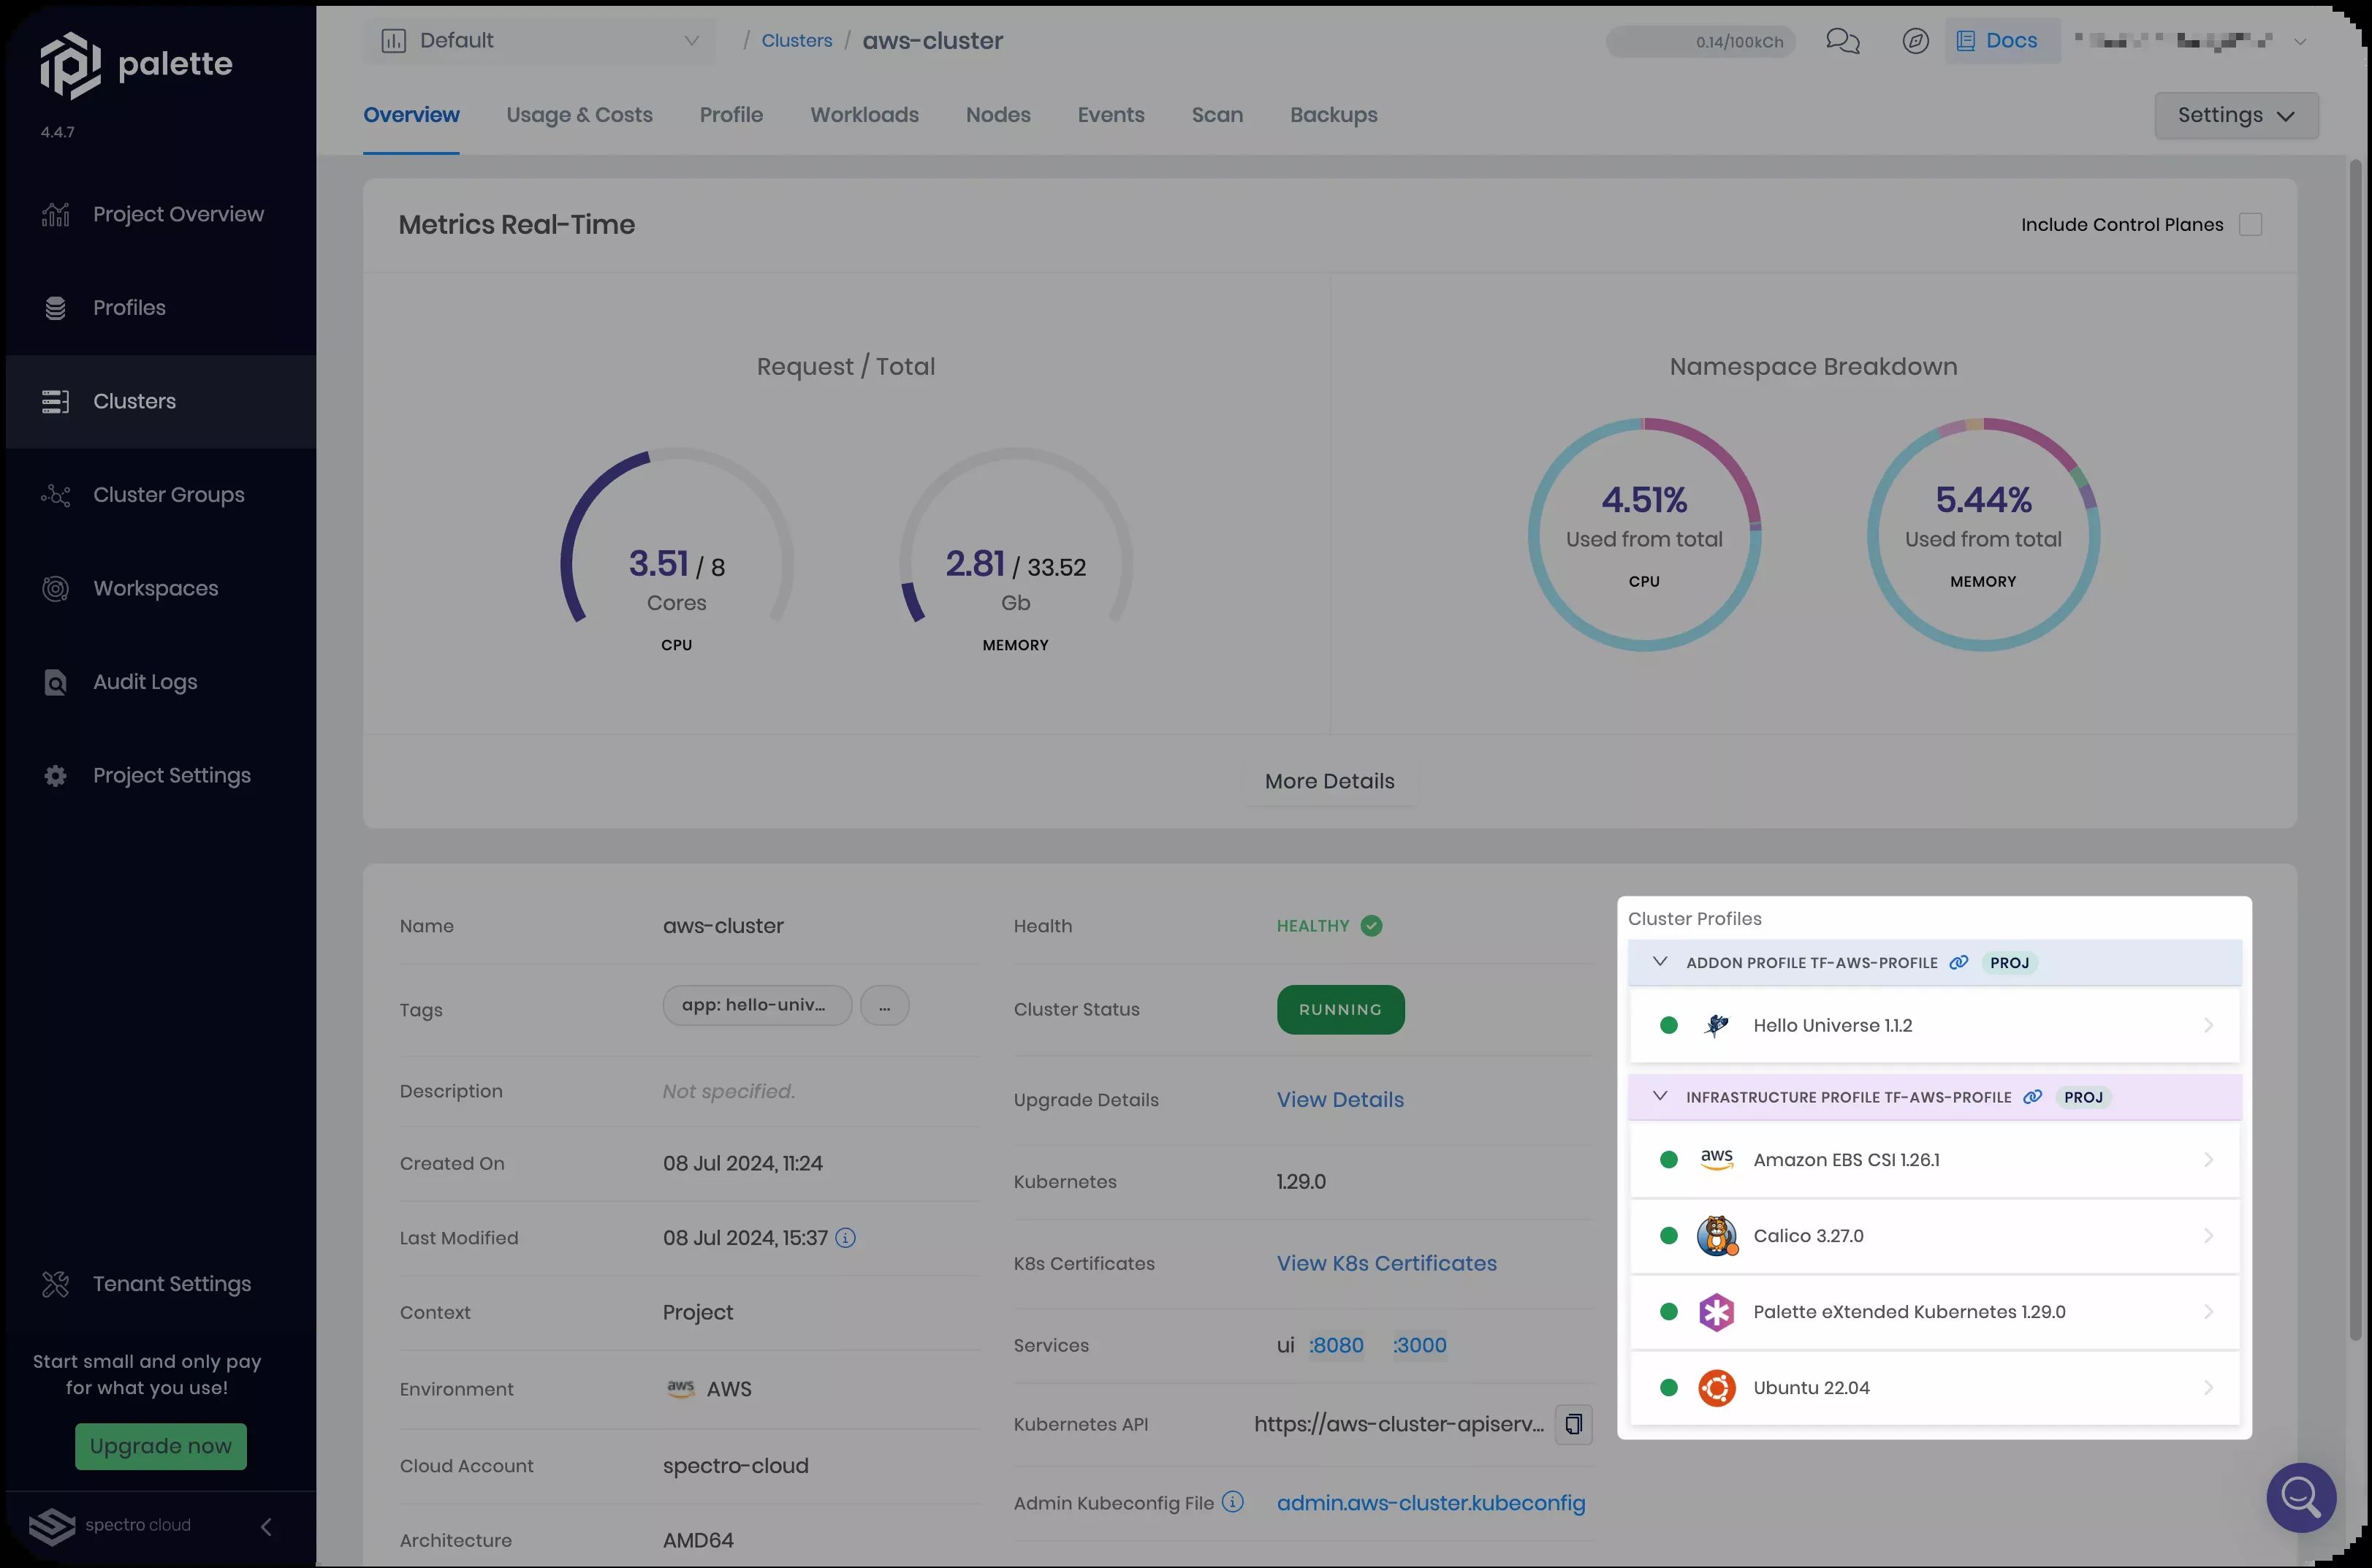 palette
4.4.7
Project Overview
Profiles
Clusters
Cluster Groups
Workspaces
Audit Logs
Project Settings
Tenant Settings
Start small and only pay
for what you use!
Upgrade now
spectro cloud
Default / Clusters / aws-cluster 0.14/100kCh Docs
Overview Usage & Costs Profile Workloads Nodes Events Scan Backups Settings
Metrics Real-Time Include Control Planes
Request / Total
3.51 / 8
Cores
CPU
2.81 / 33.52
Gb
MEMORY
Namespace Breakdown
4.51%
Used from total
CPU
5.44%
Used from total
MEMORY
More Details
Name aws-cluster
Tags app: hello-univ... ...
Description Not specified.
Created On 08 Jul 2024, 11:24
Last Modified 08 Jul 2024, 15:37
Context Project
Environment aws AWS
Cloud Account spectro-cloud
Architecture AMD64
Health HEALTHY
Cluster Status RUNNING
Upgrade Details View Details
Kubernetes 1.29.0
K8s Certificates View K8s Certificates
Services ui :8080 :3000
Kubernetes API https://aws-cluster-apiserv...
Admin Kubeconfig File admin.aws-cluster.kubeconfig
Cluster Profiles
ADDON PROFILE TF-AWS-PROFILE PROJ
Hello Universe 1.1.2
INFRASTRUCTURE PROFILE TF-AWS-PROFILE PROJ
aws Amazon EBS CSI 1.26.1
Calico 3.27.0
Palette eXtended Kubernetes 1.29.0
Ubuntu 22.04